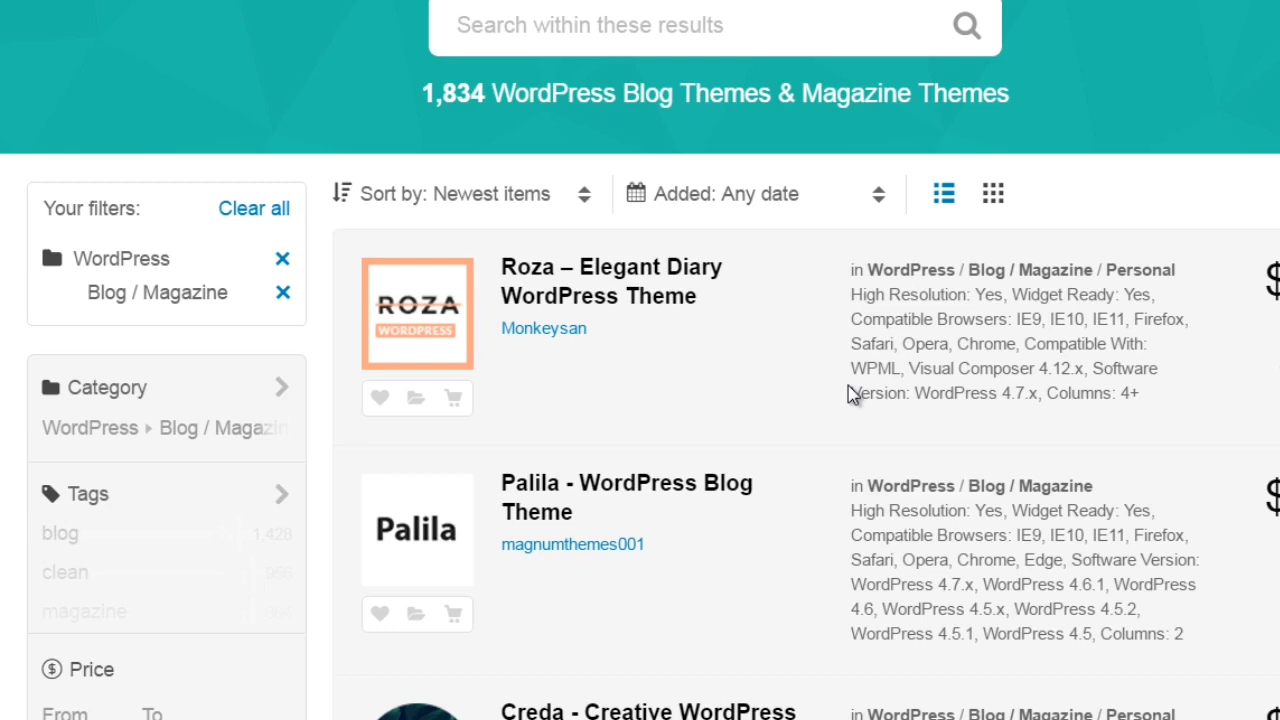 Search within these results
1,834 WordPress Blog Themes & Magazine Themes
Your filters:
Clear all
WordPress
Blog / Magazine
Category
WordPress
Blog / Magazin
Tags
blog
1,428
clean
956
magazine
Price
From
To
Sort by: Newest items
Added: Any date
ROZA
WORDPRESS
Roza – Elegant Diary
WordPress Theme
Monkeysan
in WordPress / Blog / Magazine / Personal
High Resolution: Yes, Widget Ready: Yes,
Compatible Browsers: IE9, IE10, IE11, Firefox,
Safari, Opera, Chrome, Compatible With:
WPML, Visual Composer 4.12.x, Software
Version: WordPress 4.7.x, Columns: 4+
$
Palila
Palila - WordPress Blog
Theme
magnumthemes001
in WordPress / Blog / Magazine
High Resolution: Yes, Widget Ready: Yes,
Compatible Browsers: IE9, IE10, IE11, Firefox,
Safari, Opera, Chrome, Edge, Software Version:
WordPress 4.7.x, WordPress 4.6.1, WordPress
4.6, WordPress 4.5.x, WordPress 4.5.2,
WordPress 4.5.1, WordPress 4.5, Columns: 2
$
Creda - Creative WordPress
in WordPress / Blog / Magazine / Personal